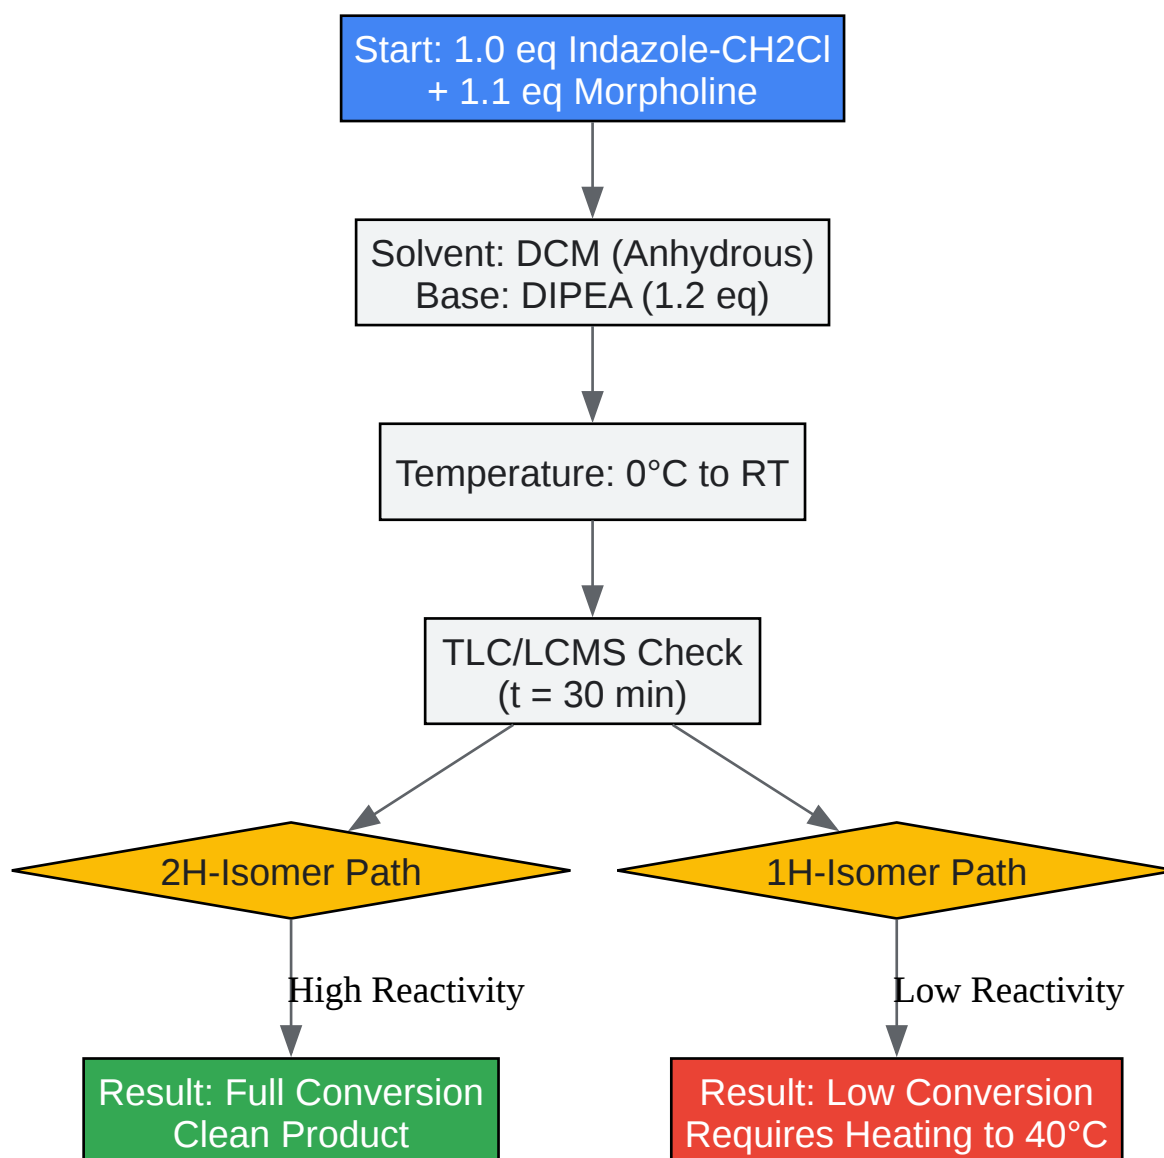 Start: 1.0 eq Indazole-CH2Cl
+ 1.1 eq Morpholine
Solvent: DCM (Anhydrous)
Base: DIPEA (1.2 eq)
Temperature: 0°C to RT
TLC/LCMS Check
(t = 30 min)
2H-Isomer Path
1H-Isomer Path
High Reactivity
Low Reactivity
Result: Full Conversion
Clean Product
Result: Low Conversion
Requires Heating to 40°C